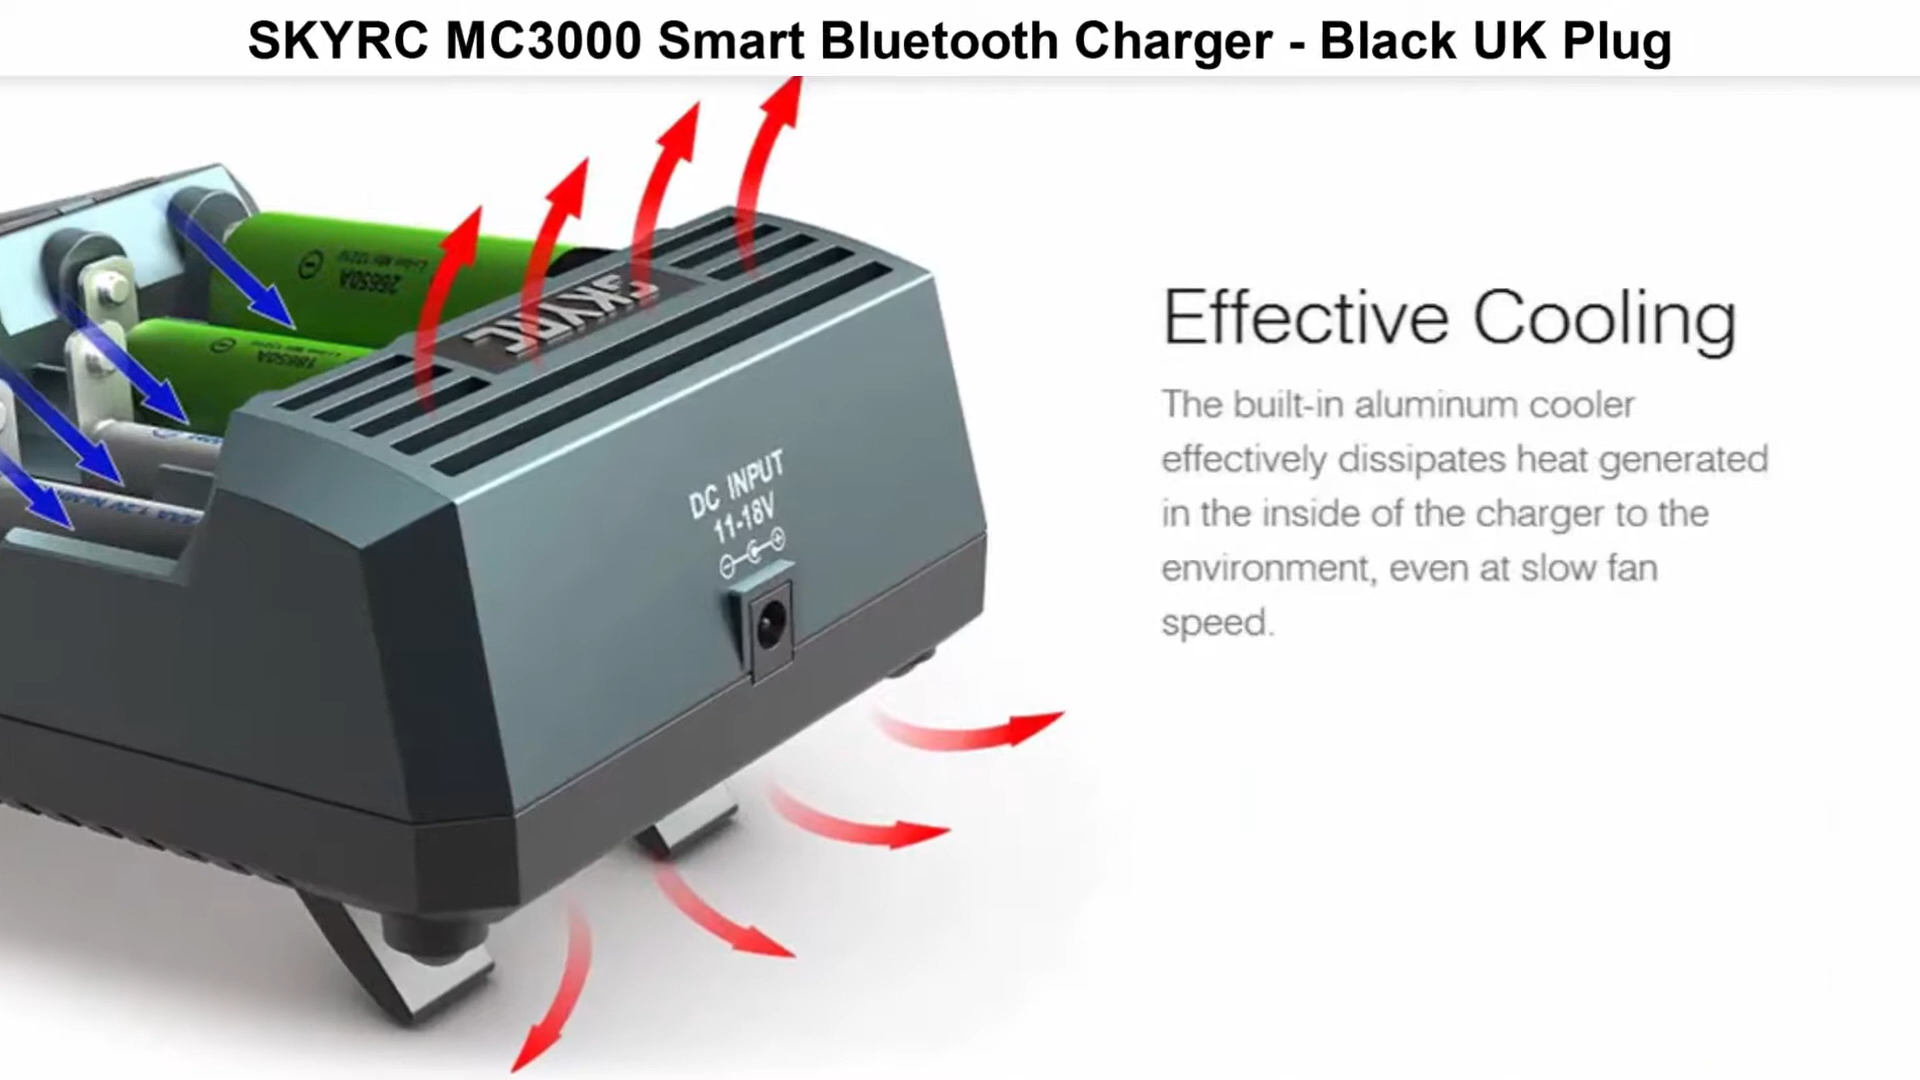 SKYRC MC3000 Smart Bluetooth Charger - Black UK Plug
26650A
18650A
SKYRC
DC INPUT
11-18V
Effective Cooling
The built-in aluminum cooler
effectively dissipates heat generated
in the inside of the charger to the
environment, even at slow fan
speed.